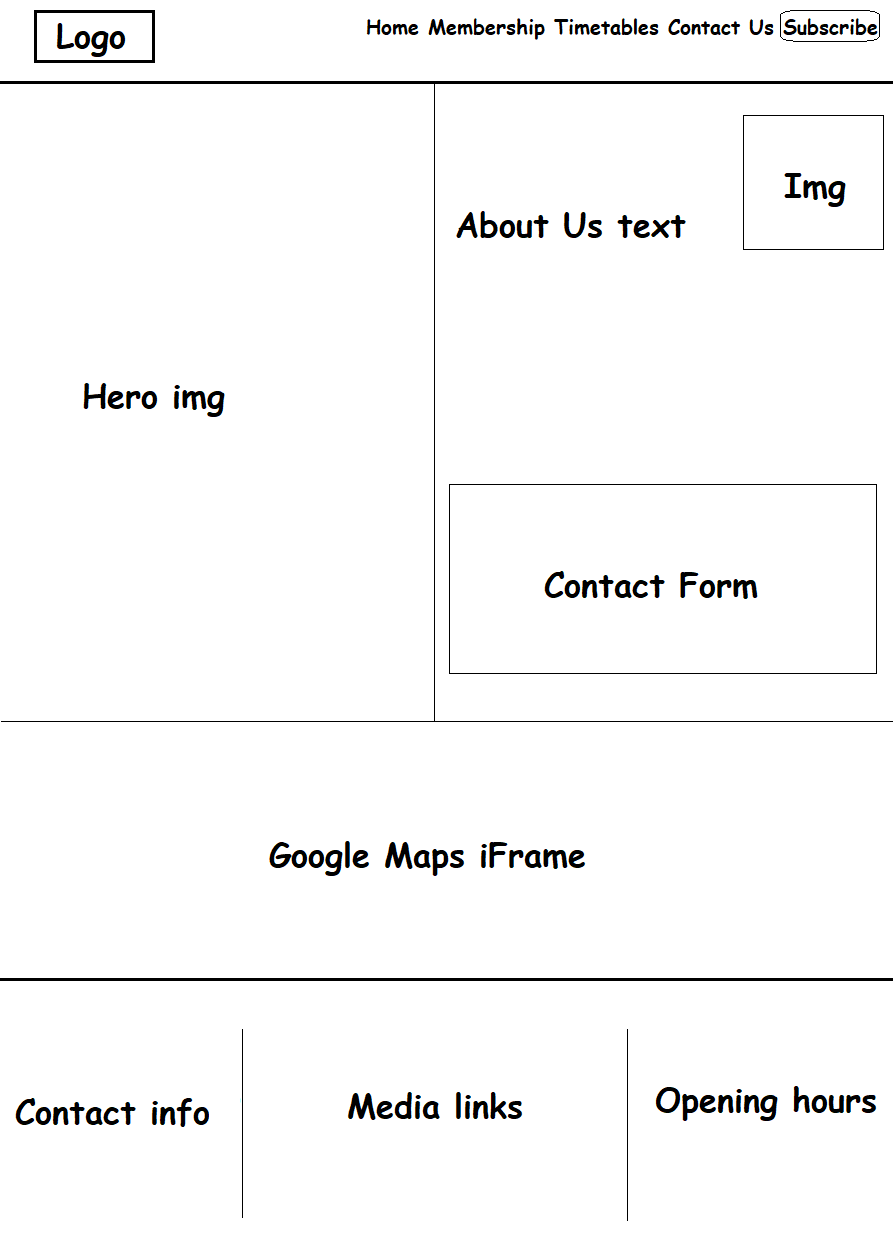 Logo
Home Membership Timetables Contact Us Subscribe
Img
About Us text
Hero img
Contact Form
Google Maps iFrame
Contact info
Media links
Opening hours